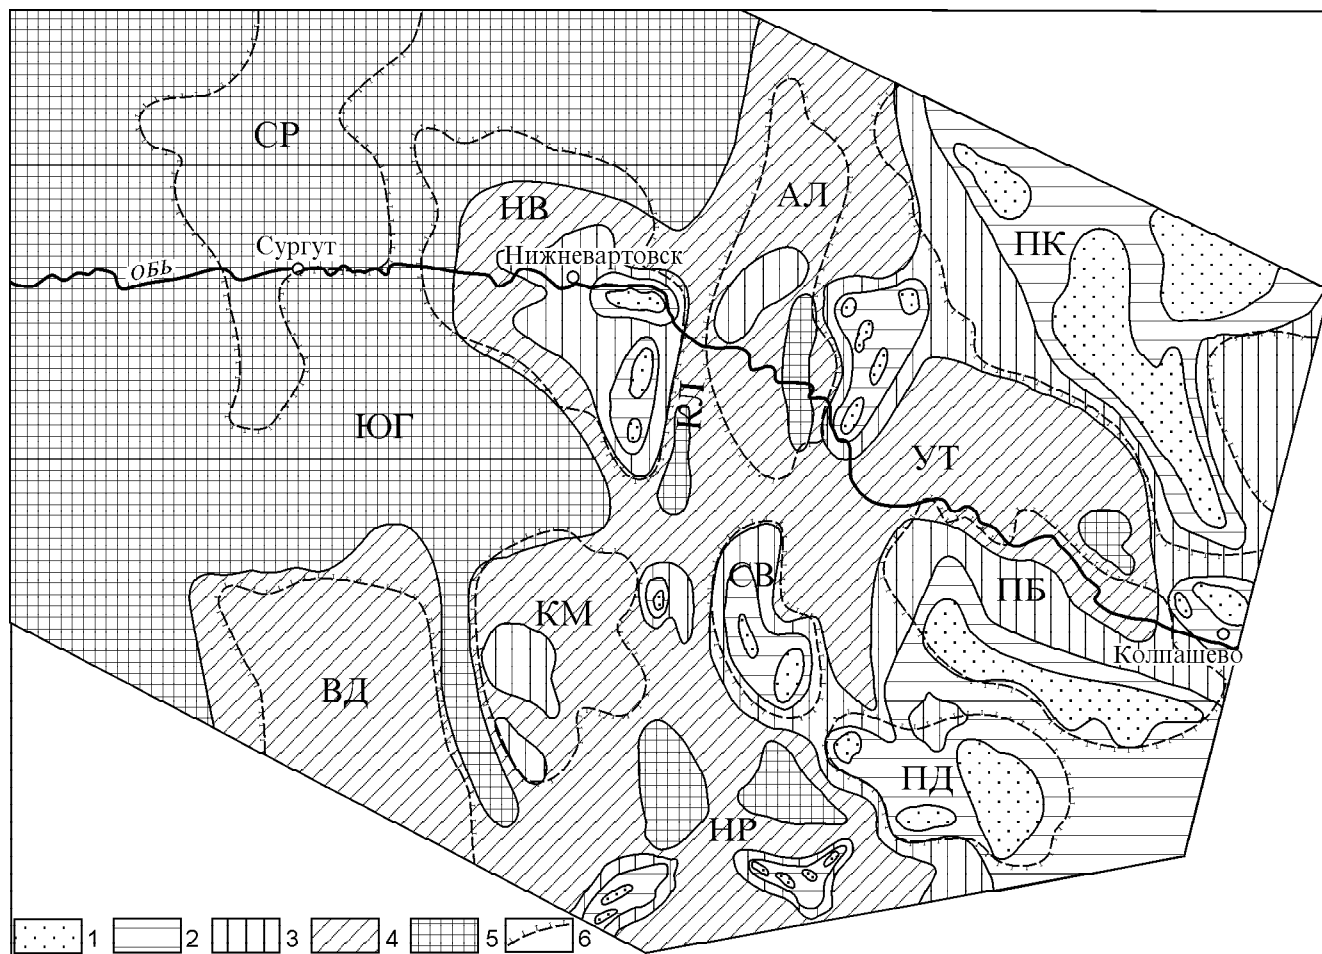 СР
НВ
АЛ
ПК
Сургут
Нижневартовск
ОБЬ
КЛ
ЮГ
УТ
СВ
ПБ
КМ
Колпашево
ВД
ПД
НР
1
2
3
4
5
6